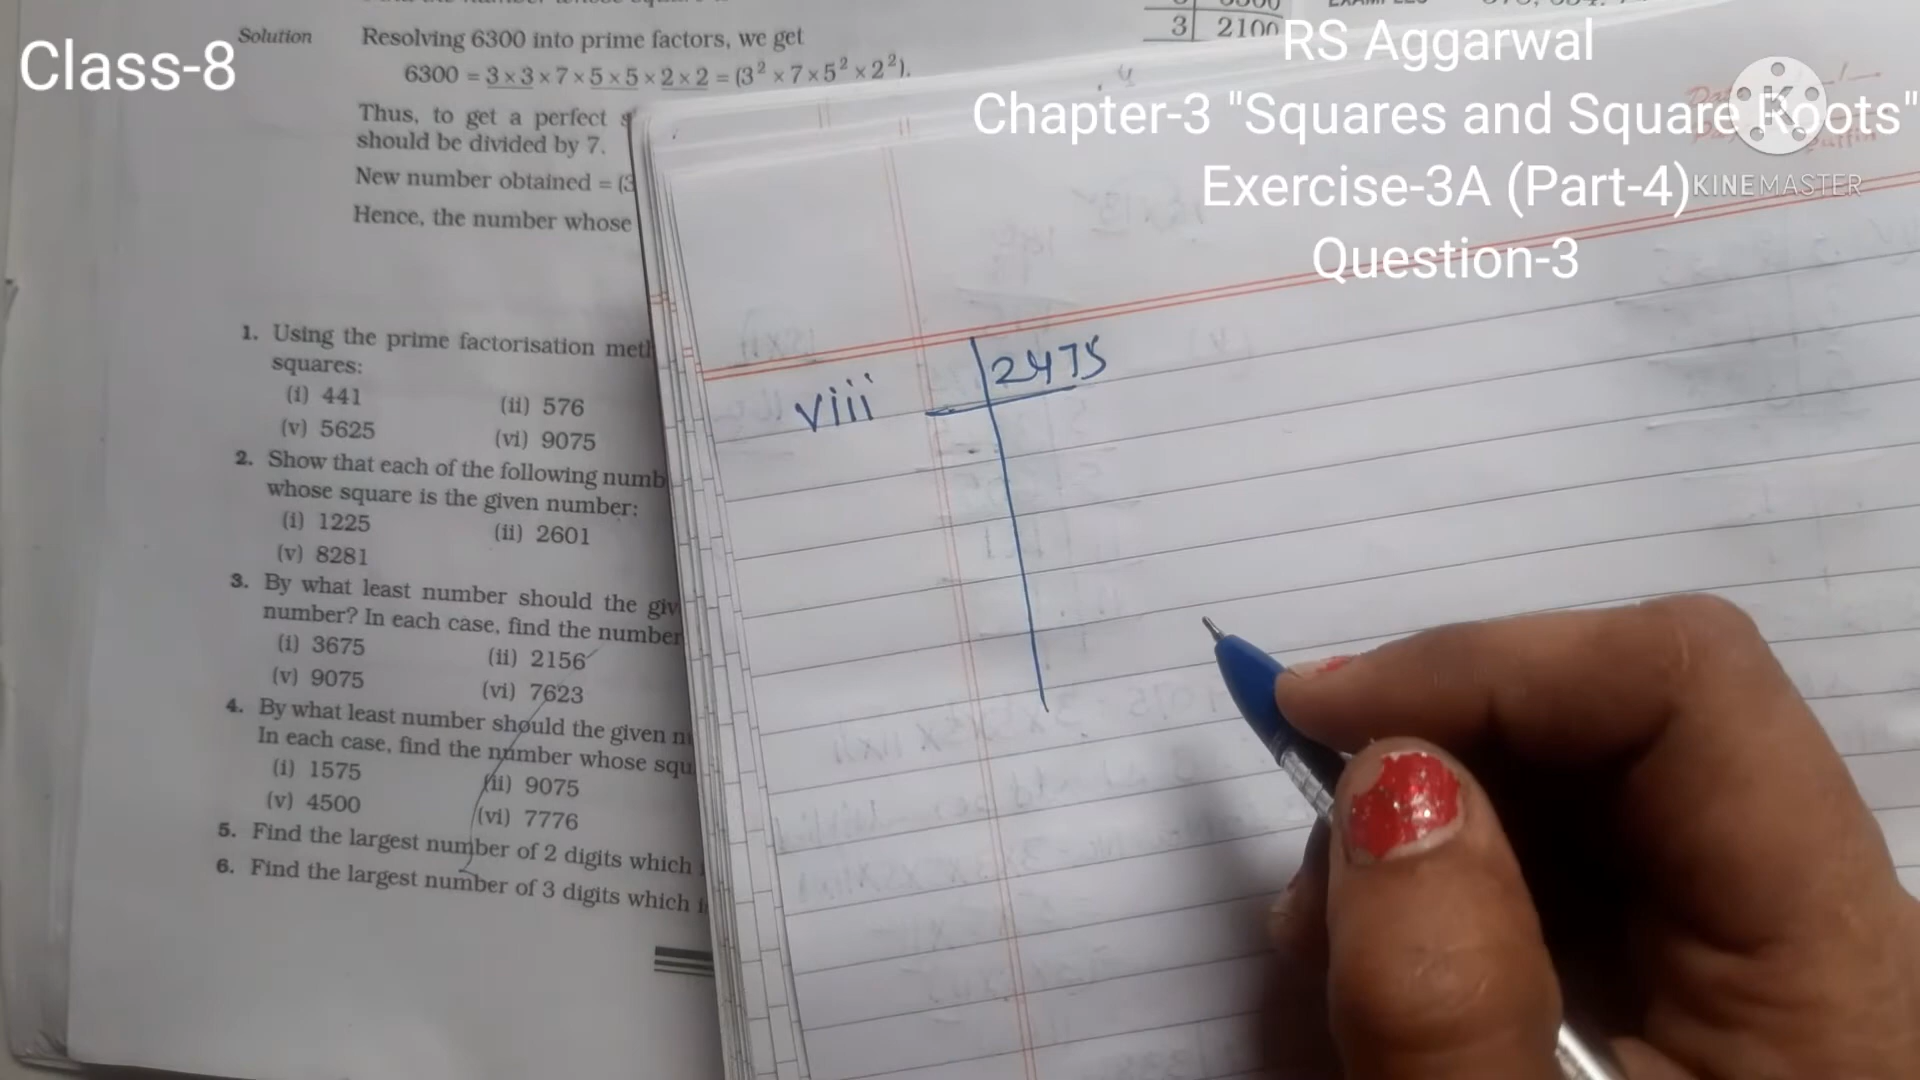 Class-8
RS Aggarwal
Chapter-3 "Squares and Square Roots"
Exercise-3A (Part-4)
Question-3
KINEMASTER
Solution Resolving 6300 into prime factors, we get
6300 = 3 × 3 × 7 × 5 × 5 × 2 × 2 = (3² × 7 × 5² × 2²).
Thus, to get a perfect
should be divided by 7.
New number obtained = (3
Hence, the number whose
3 2100
1. Using the prime factorisation
squares:
(i) 441 (ii) 576
(v) 5625 (vi) 9075
2. Show that each of the following numb
whose square is the given number:
(i) 1225 (ii) 2601
(v) 8281
3. By what least number should the giv
number? In each case, find the number
(i) 3675 (ii) 2156
(v) 9075 (vi) 7623
4. By what least number should the given
In each case, find the number whose squ
(i) 1575 (ii) 9075
(v) 4500 (vi) 7776
5. Find the largest number of 2 digits which
6. Find the largest number of 3 digits which
viii 2475